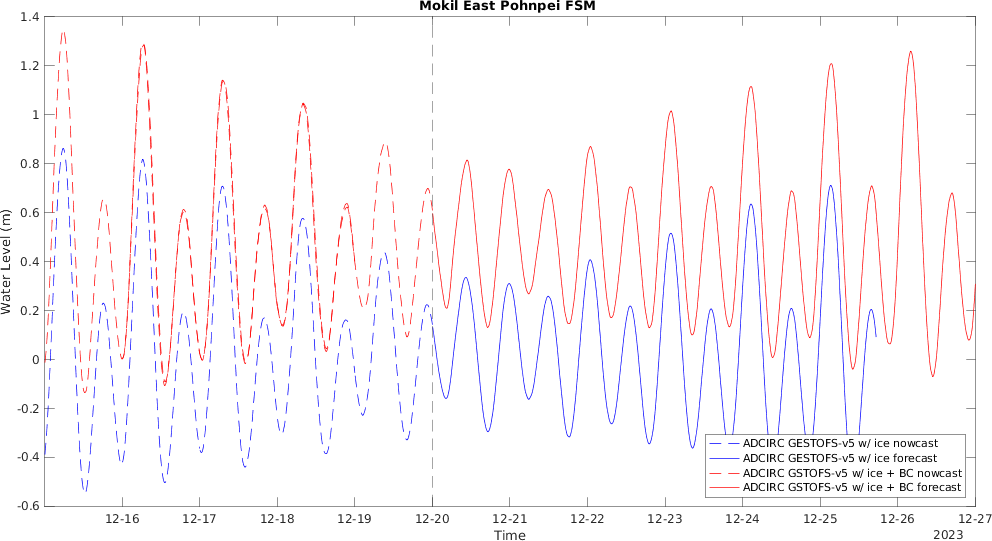 Mokil East Pohnpei FSM
Water Level (m)
1.4
1.2
1
0.8
0.6
0.4
0.2
0
-0.2
-0.4
-0.6
ADCIRC GESTOFS-v5 w/ ice nowcast
ADCIRC GESTOFS-v5 w/ ice forecast
ADCIRC GSTOFS-v5 w/ ice + BC nowcast
ADCIRC GSTOFS-v5 w/ ice + BC forecast
12-16 12-17 12-18 12-19 12-20 12-21 12-22 12-23 12-24 12-25 12-26 12-27
Time
2023